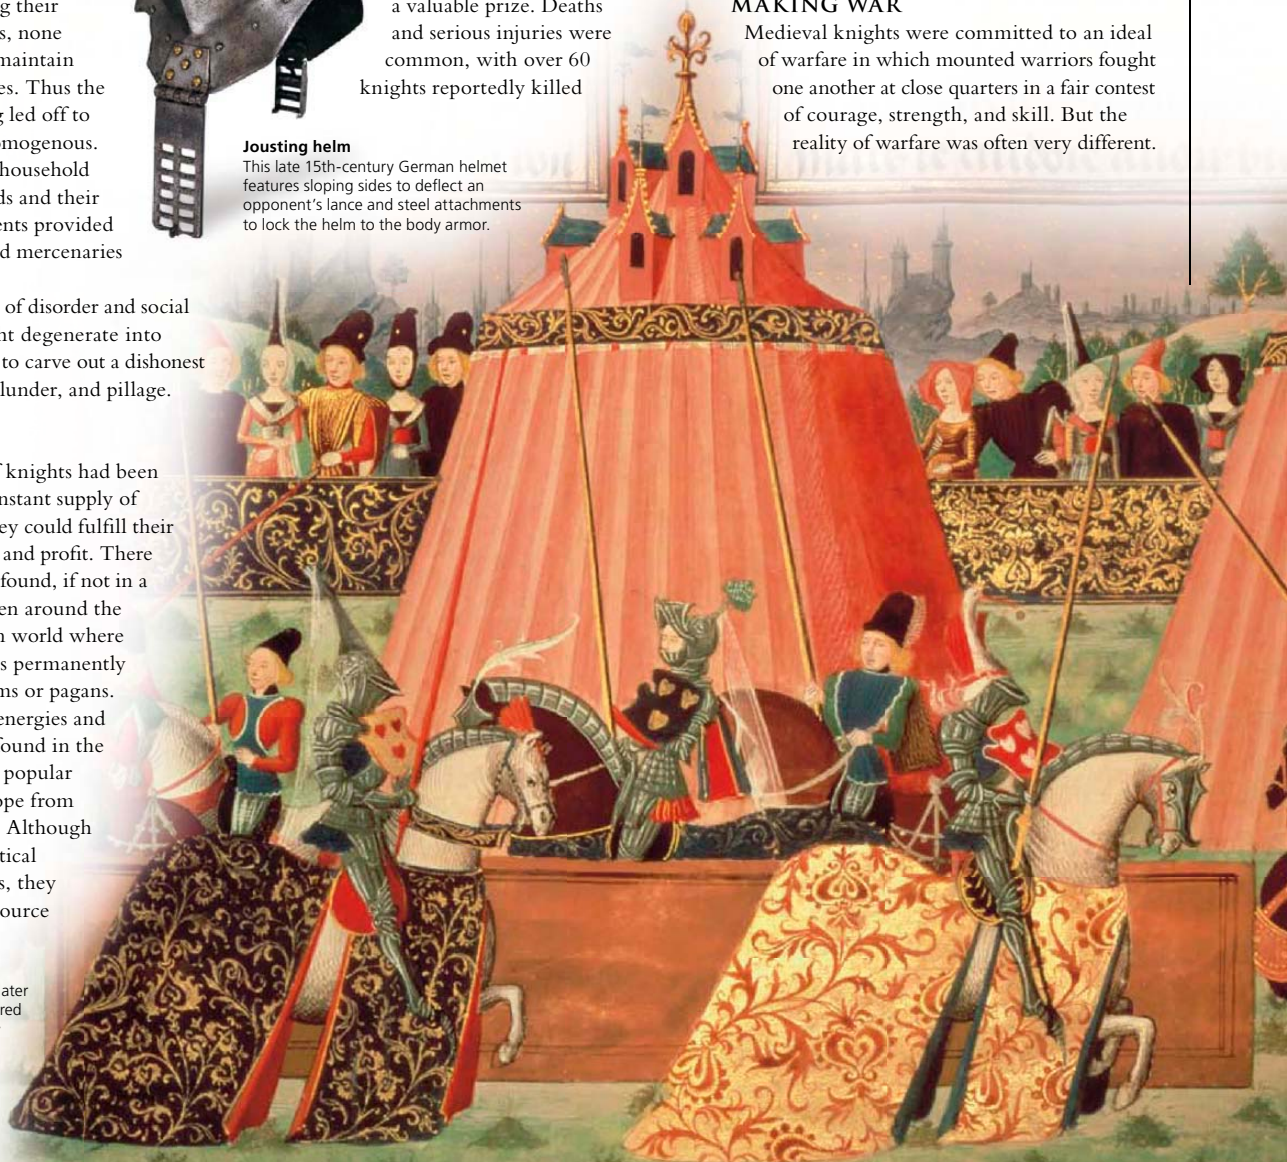 g their
s, none
maintain
es. Thus the
g led off to
mogenous.
household
ds and their
ents provided
d mercenaries
of disorder and social
nt degenerate into
to carve out a dishonest
lunder, and pillage.
f knights had been
nstant supply of
ey could fulfill their
and profit. There
found, if not in a
en around the
n world where
s permanently
ms or pagans.
energies and
found in the
popular
ope from
Although
tical
s, they
ource
ater
red
a valuable prize. Deaths
and serious injuries were
common, with over 60
knights reportedly killed
Jousting helm
This late 15th-century German helmet
features sloping sides to deflect an
opponent's lance and steel attachments
to lock the helm to the body armor.
MAKING WAR
Medieval knights were committed to an ideal
of warfare in which mounted warriors fought
one another at close quarters in a fair contest
of courage, strength, and skill. But the
reality of warfare was often very different.